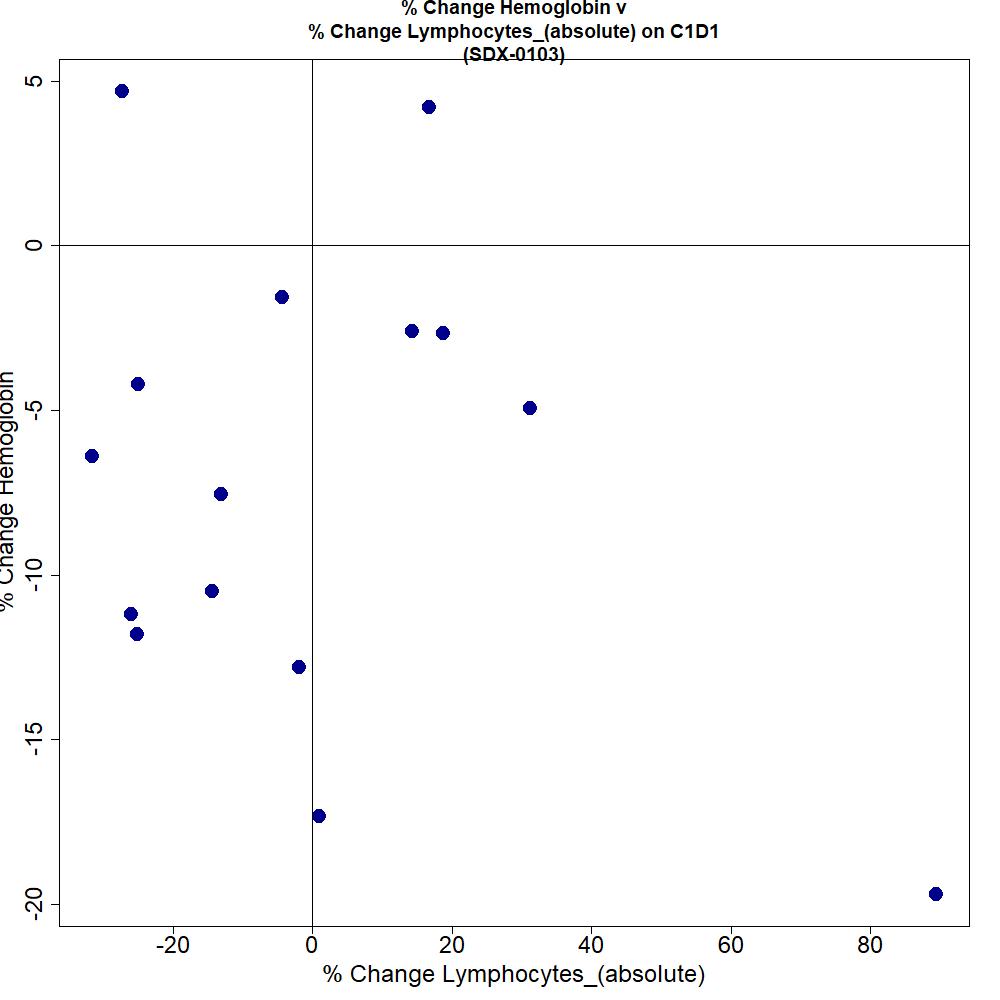 % Change Hemoglobin v
% Change Lymphocytes_(absolute) on C1D1
(SDX-0103)
% Change Hemoglobin
5
0
-5
-10
-15
-20
-20
0
20
40
60
80
% Change Lymphocytes_(absolute)